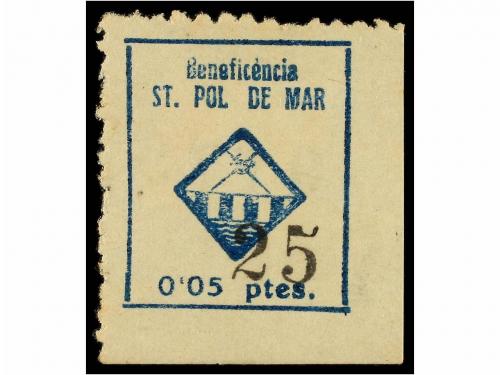 Beneficència
ST. POL DE MAR
25
0'05 ptes.